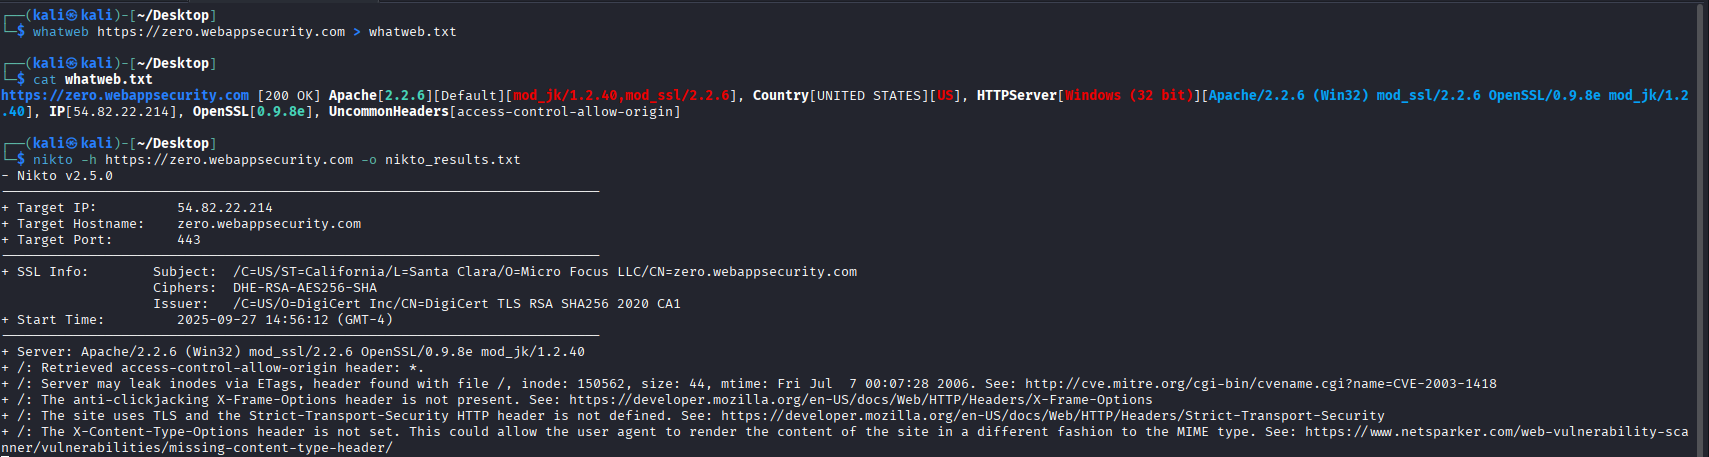 ┌──(kali㉿kali)-[~/Desktop]
└─$ whatweb https://zero.webappsecurity.com > whatweb.txt
┌──(kali㉿kali)-[~/Desktop]
└─$ cat whatweb.txt
https://zero.webappsecurity.com [200 OK] Apache[2.2.6][Default][mod_jk/1.2.40,mod_ssl/2.2.6], Country[UNITED STATES][US], HTTPServer[Windows (32 bit)][Apache/2.2.6 (Win32) mod_ssl/2.2.6 OpenSSL/0.9.8e mod_jk/1.2
.40], IP[54.82.22.214], OpenSSL[0.9.8e], UncommonHeaders[access-control-allow-origin]
┌──(kali㉿kali)-[~/Desktop]
└─$ nikto -h https://zero.webappsecurity.com -o nikto_results.txt
- Nikto v2.5.0
---------------------------------------------------------------------------
+ Target IP:          54.82.22.214
+ Target Hostname:    zero.webappsecurity.com
+ Target Port:        443
---------------------------------------------------------------------------
+ SSL Info:        Subject:  /C=US/ST=California/L=Santa Clara/O=Micro Focus LLC/CN=zero.webappsecurity.com
                   Ciphers:  DHE-RSA-AES256-SHA
                   Issuer:   /C=US/O=DigiCert Inc/CN=DigiCert TLS RSA SHA256 2020 CA1
+ Start Time:         2025-09-27 14:56:12 (GMT-4)
---------------------------------------------------------------------------
+ Server: Apache/2.2.6 (Win32) mod_ssl/2.2.6 OpenSSL/0.9.8e mod_jk/1.2.40
+ /: Retrieved access-control-allow-origin header: *.
+ /: Server may leak inodes via ETags, header found with file /, inode: 150562, size: 44, mtime: Fri Jul  7 00:07:28 2006. See: http://cve.mitre.org/cgi-bin/cvename.cgi?name=CVE-2003-1418
+ /: The anti-clickjacking X-Frame-Options header is not present. See: https://developer.mozilla.org/en-US/docs/Web/HTTP/Headers/X-Frame-Options
+ /: The site uses TLS and the Strict-Transport-Security HTTP header is not defined. See: https://developer.mozilla.org/en-US/docs/Web/HTTP/Headers/Strict-Transport-Security
+ /: The X-Content-Type-Options header is not set. This could allow the user agent to render the content of the site in a different fashion to the MIME type. See: https://www.netsparker.com/web-vulnerability-sca
nner/vulnerabilities/missing-content-type-header/